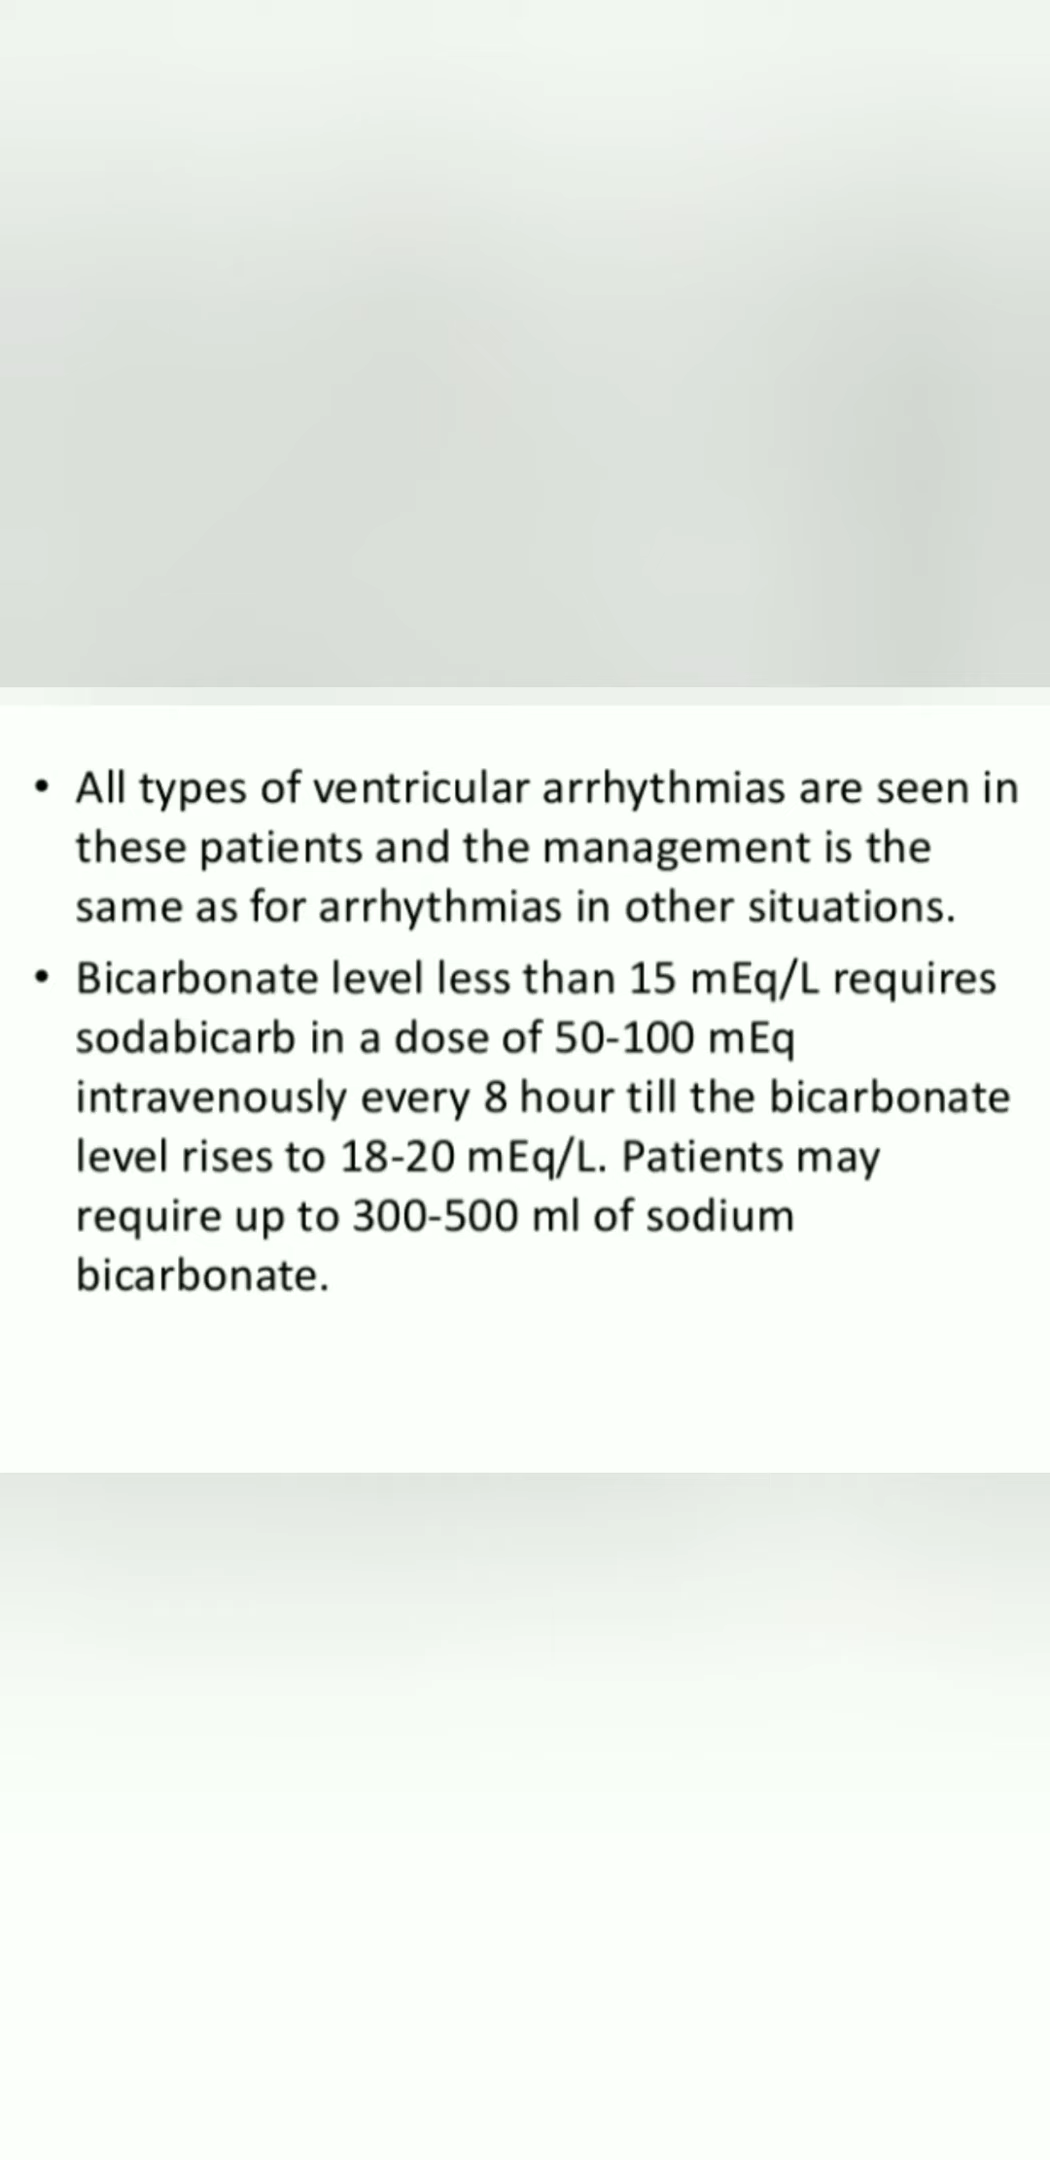 • All types of ventricular arrhythmias are seen in
these patients and the management is the
same as for arrhythmias in other situations.
• Bicarbonate level less than 15 mEq/L requires
sodabicarb in a dose of 50-100 mEq
intravenously every 8 hour till the bicarbonate
level rises to 18-20 mEq/L. Patients may
require up to 300-500 ml of sodium
bicarbonate.